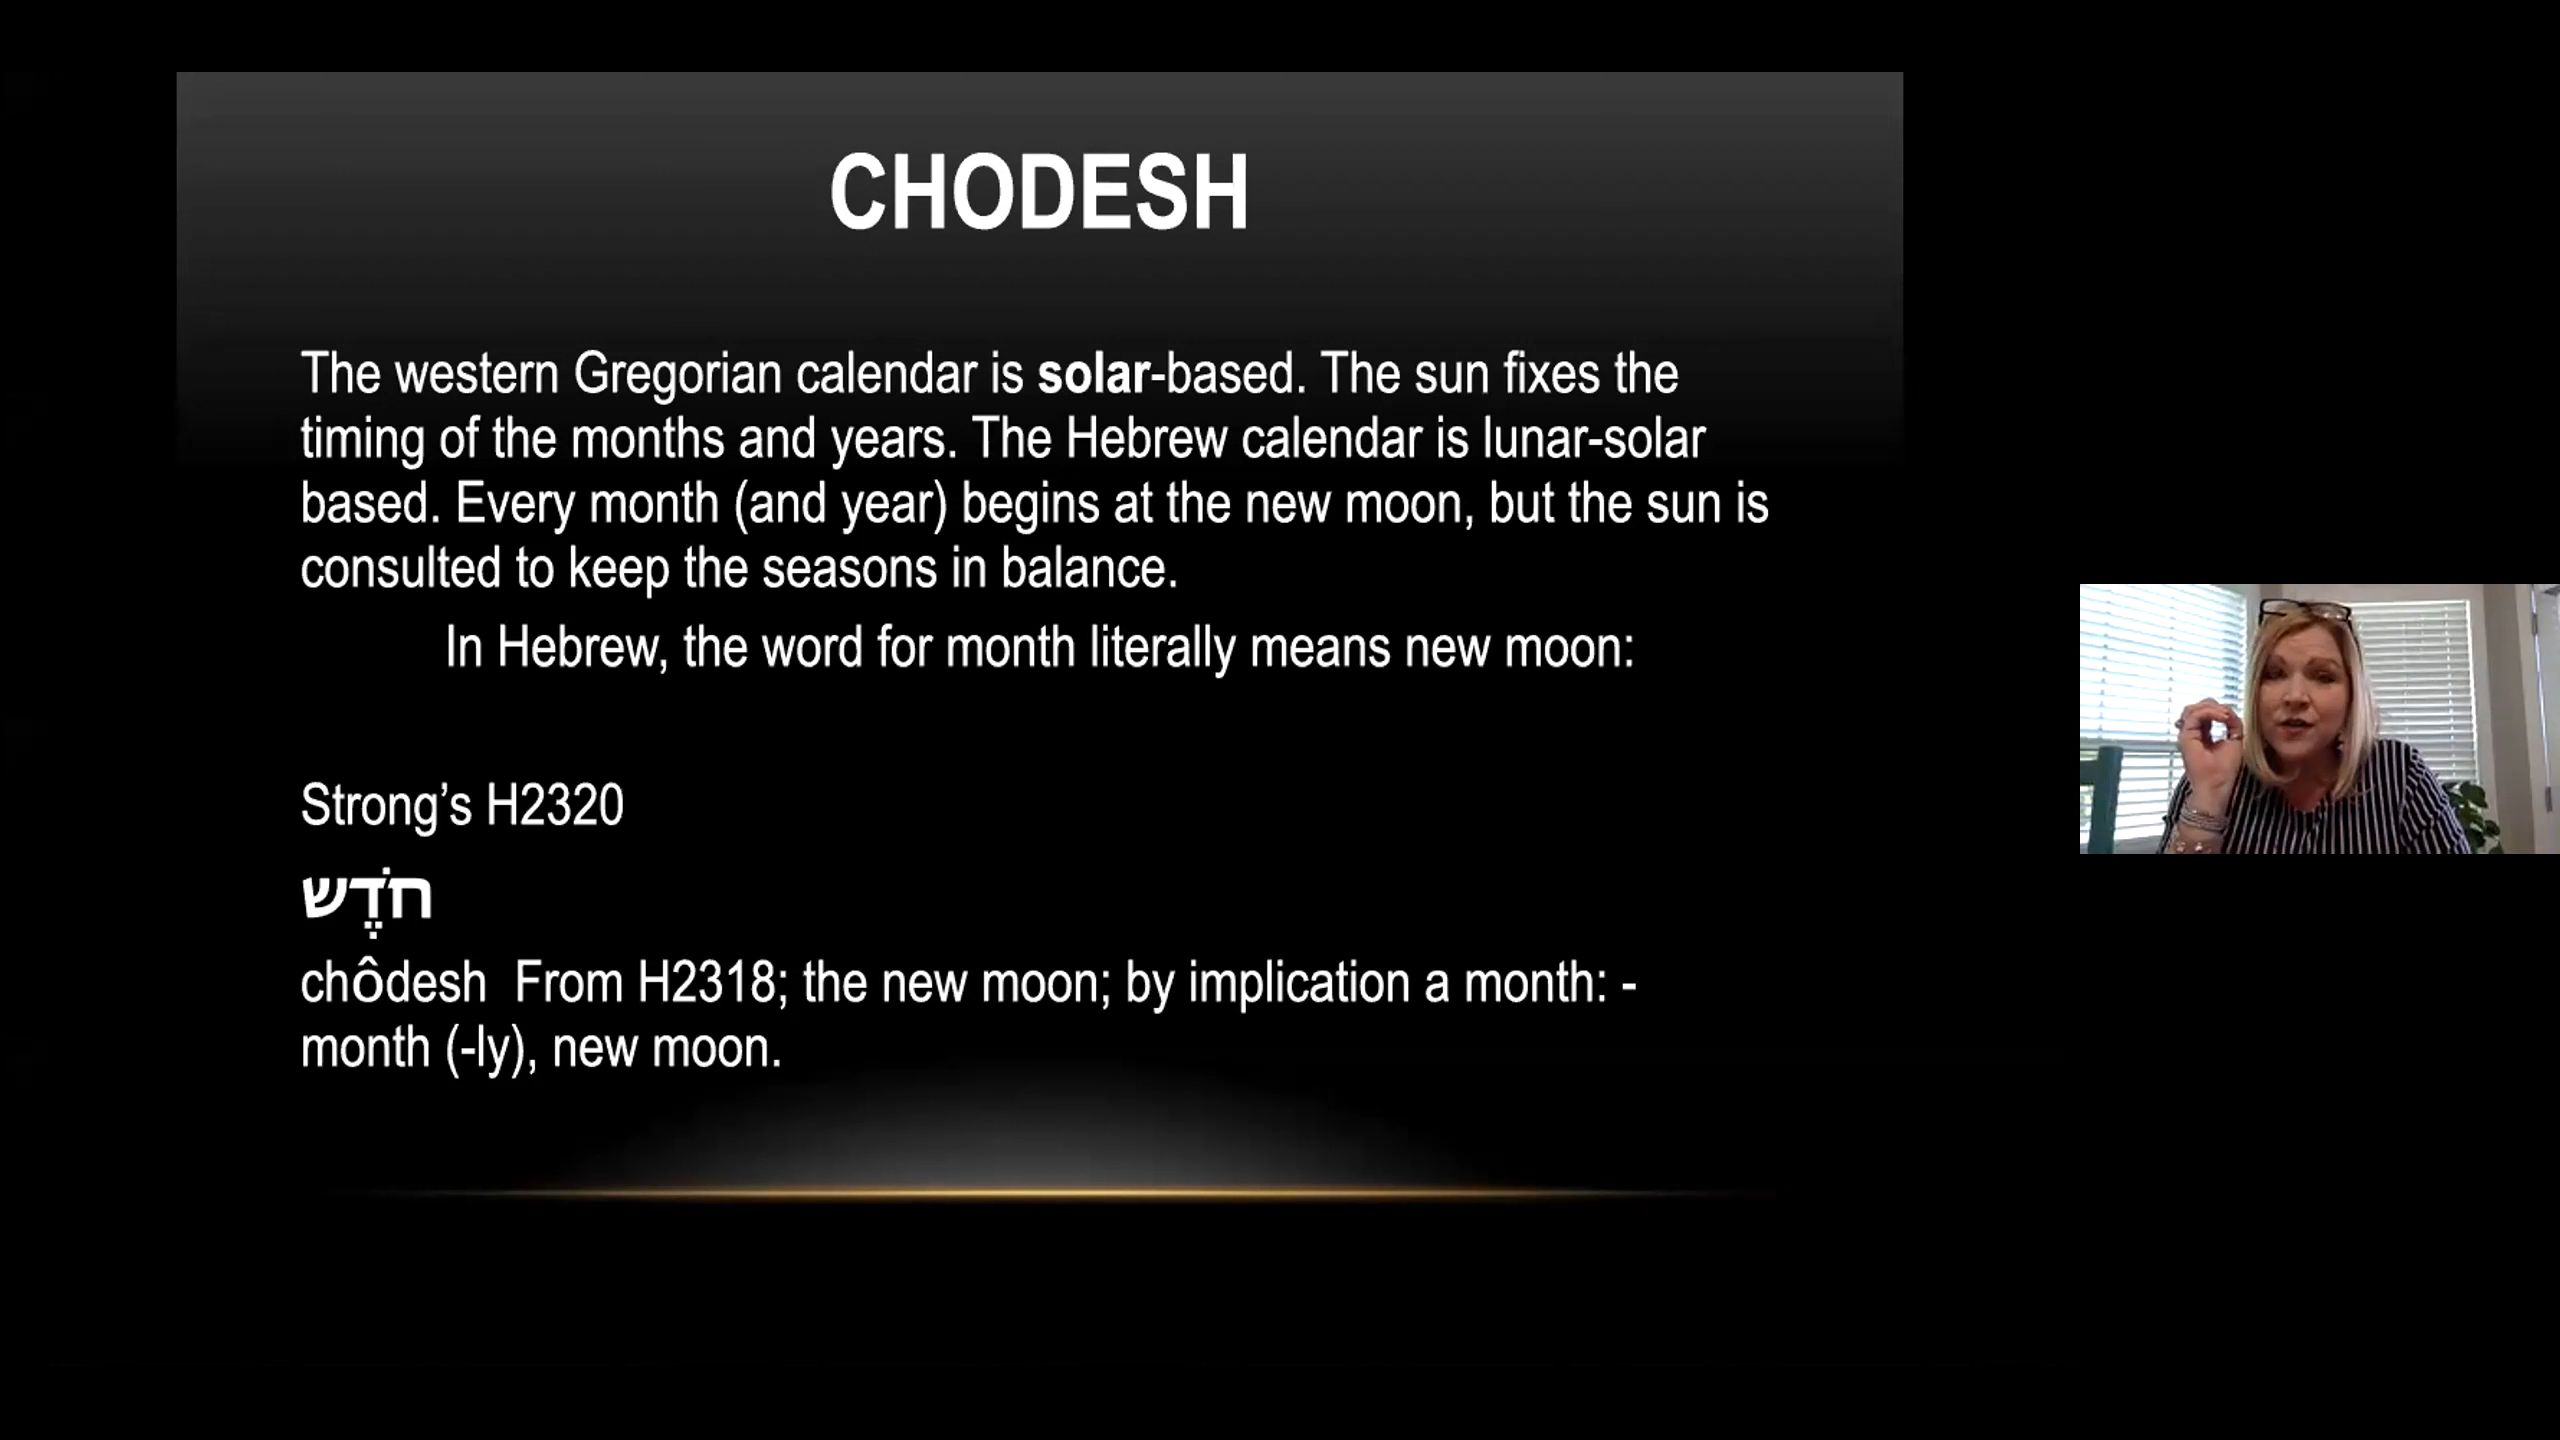 CHODESH
The western Gregorian calendar is solar-based. The sun fixes the
timing of the months and years. The Hebrew calendar is lunar-solar
based. Every month (and year) begins at the new moon, but the sun is
consulted to keep the seasons in balance.
In Hebrew, the word for month literally means new moon:
Strong’s H2320
חֹדֶשׁ
chôdesh From H2318; the new moon; by implication a month: -
month (-ly), new moon.